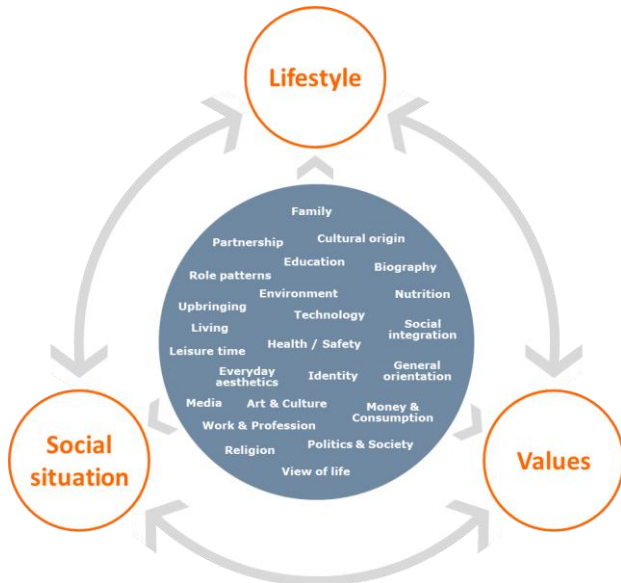 Lifestyle
Family
Partnership
Cultural origin
Education
Role patterns
Biography
Environment
Nutrition
Upbringing
Technology
Living
Social
integration
Leisure time
Health / Safety
Everyday
aesthetics
Identity
General
orientation
Media
Art & Culture
Money &
Consumption
Work & Profession
Religion
Politics & Society
View of life
Social
situation
Values